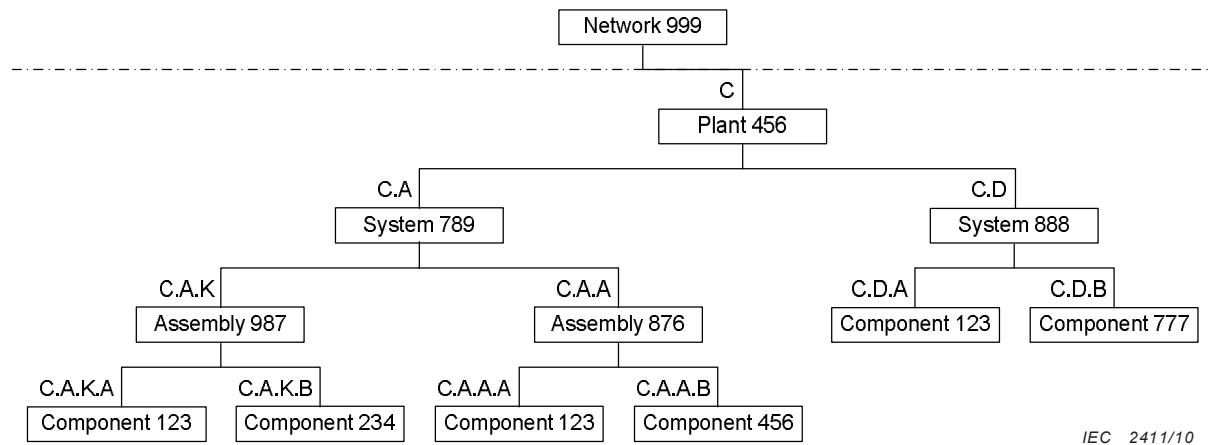 Network 999
C
Plant 456
C.A
C.D
System 789
System 888
C.A.K
C.A.A
C.D.A
C.D.B
Assembly 987
Assembly 876
Component 123
Component 777
C.A.K.A
C.A.K.B
C.A.A.A
C.A.A.B
Component 123
Component 234
Component 123
Component 456
IEC 2411/10